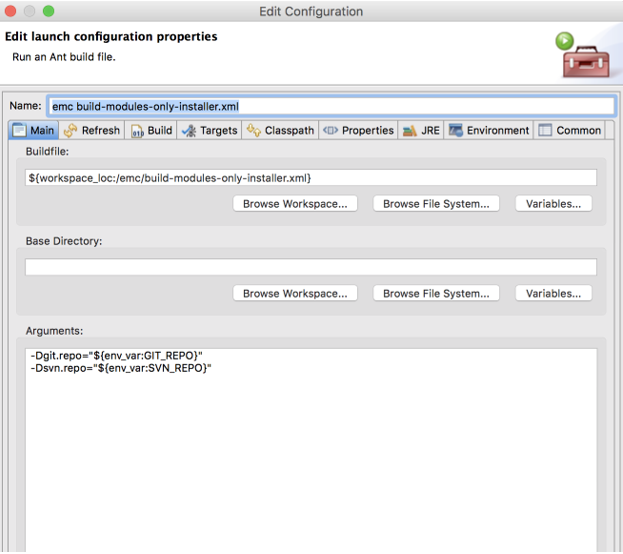 Edit Configuration
Edit launch configuration properties
Run an Ant build file.
Name: emc build-modules-only-installer.xml
Main Refresh Build Targets Classpath Properties JRE Environment Common
Buildfile:
${workspace_loc:/emc/build-modules-only-installer.xml}
Browse Workspace... Browse File System... Variables...
Base Directory:
Browse Workspace... Browse File System... Variables...
Arguments:
-Dgit.repo="${env_var:GIT_REPO}"
-Dsvn.repo="${env_var:SVN_REPO}"